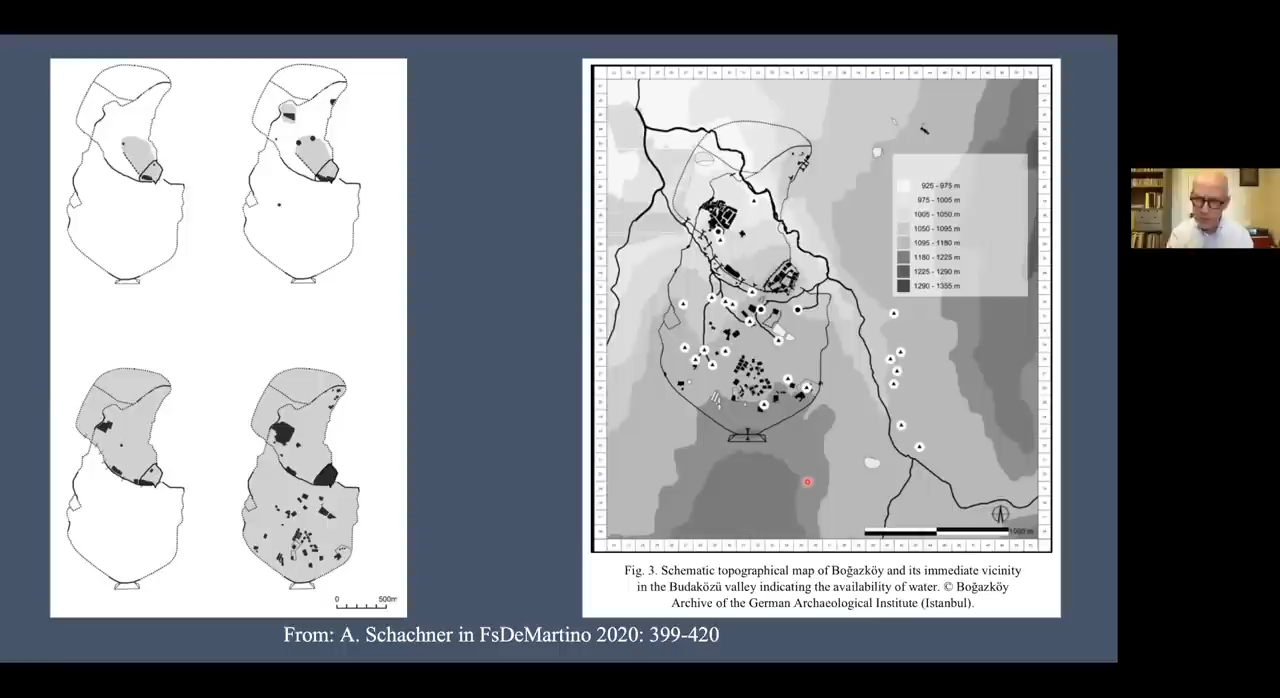 0 500m
925 - 975 m
975 - 1005 m
1005 - 1050 m
1050 - 1095 m
1095 - 1180 m
1180 - 1225 m
1225 - 1290 m
1290 - 1355 m
1000 m
Fig. 3. Schematic topographical map of Boğazköy and its immediate vicinity
in the Budaközü valley indicating the availability of water. © Boğazköy
Archive of the German Archaeological Institute (Istanbul).
From: A. Schachner in FsDeMartino 2020: 399-420